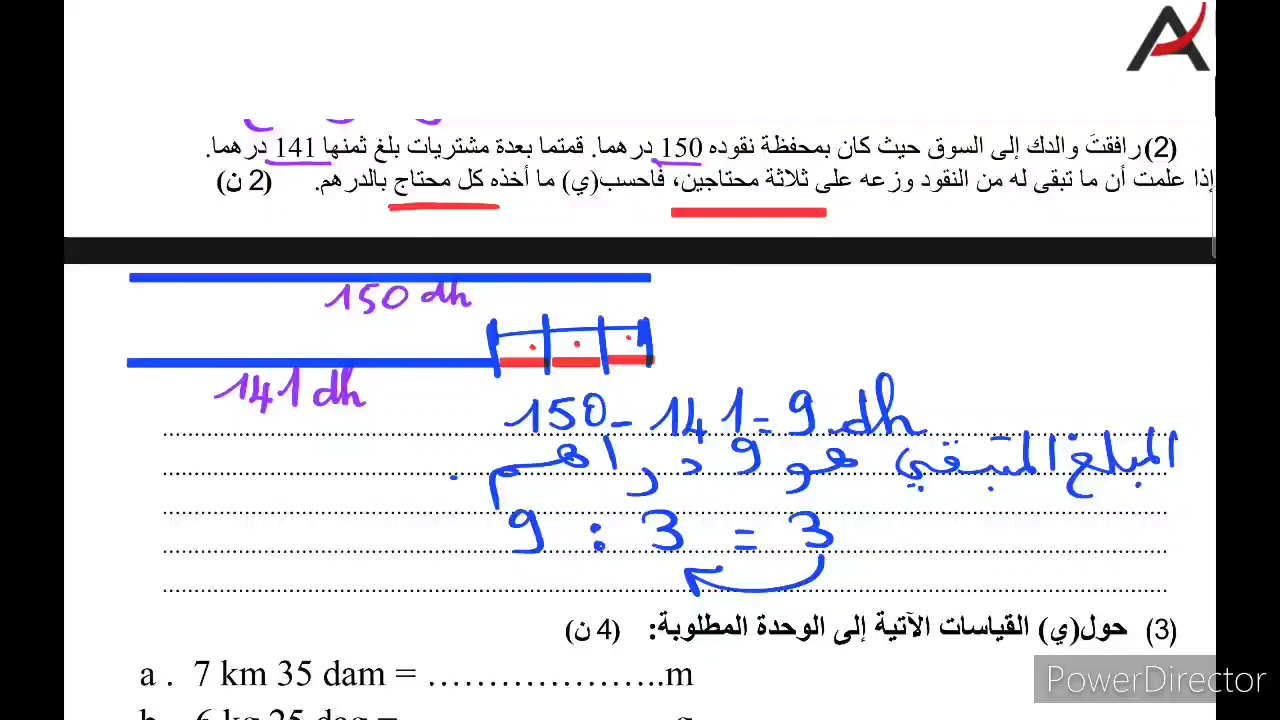 (2) رافقتَ والدك إلى السوق حيث كان بمحفظة نقوده 150 درهما. قمتما بعدة مشتريات بلغ ثمنها 141 درهما.
إذا علمت أن ما تبقى له من النقود وزعه على ثلاثة محتاجين، فاحسب(ي) ما أخذه كل محتاج بالدرهم. (2 ن)
150 dh
141 dh
150 - 141 = 9 dh
المبلغ المتبقي هو 9 دراهم.
9 : 3 = 3
(3) حول(ي) القياسات الآتية إلى الوحدة المطلوبة: (4 ن)
a . 7 km 35 dam = …………………..m
PowerDirector